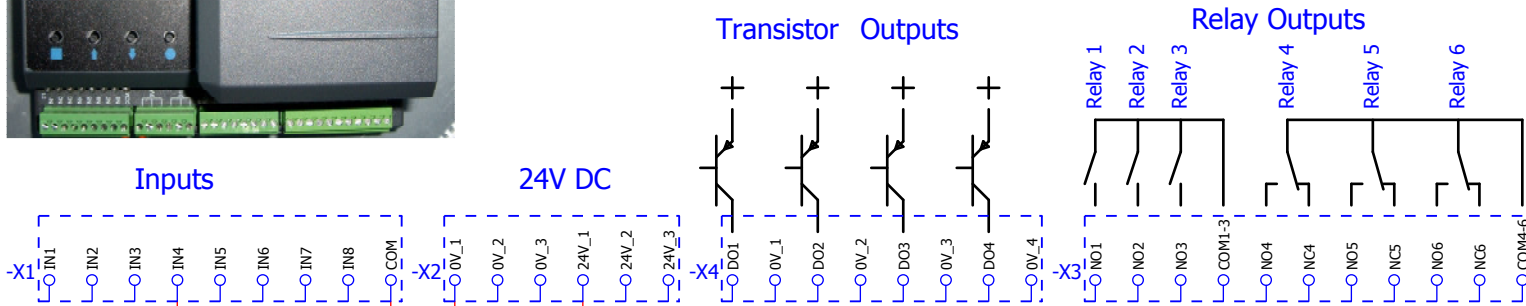 Transistor Outputs
Relay Outputs
Relay 1
Relay 2
Relay 3
Relay 4
Relay 5
Relay 6
Inputs
24V DC
-X1
IN1
IN2
IN3
IN4
IN5
IN6
IN7
IN8
COM
-X2
0V_1
0V_2
0V_3
24V_1
24V_2
24V_3
-X4
DO1
0V_1
DO2
0V_2
DO3
0V_3
DO4
0V_4
-X3
NO1
NO2
NO3
COM1-3
NO4
NC4
NO5
NC5
NO6
NC6
COM4-6